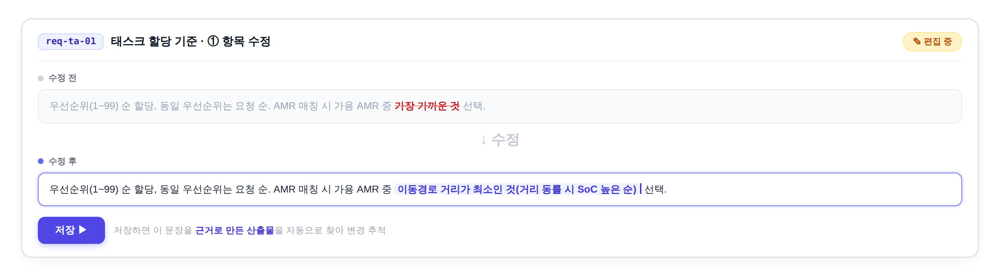 req-ta-01 태스크 할당 기준 · ① 항목 수정
✎ 편집 중
수정 전
우선순위(1~99) 순 할당, 동일 우선순위는 요청 순. AMR 매칭 시 가용 AMR 중 가장 가까운 것 선택.
↓ 수정
수정 후
우선순위(1~99) 순 할당, 동일 우선순위는 요청 순. AMR 매칭 시 가용 AMR 중 이동경로 거리가 최소인 것(거리 동률 시 SoC 높은 순) 선택.
저장 ▶ 저장하면 이 문장을 근거로 만든 산출물을 자동으로 찾아 변경 추적